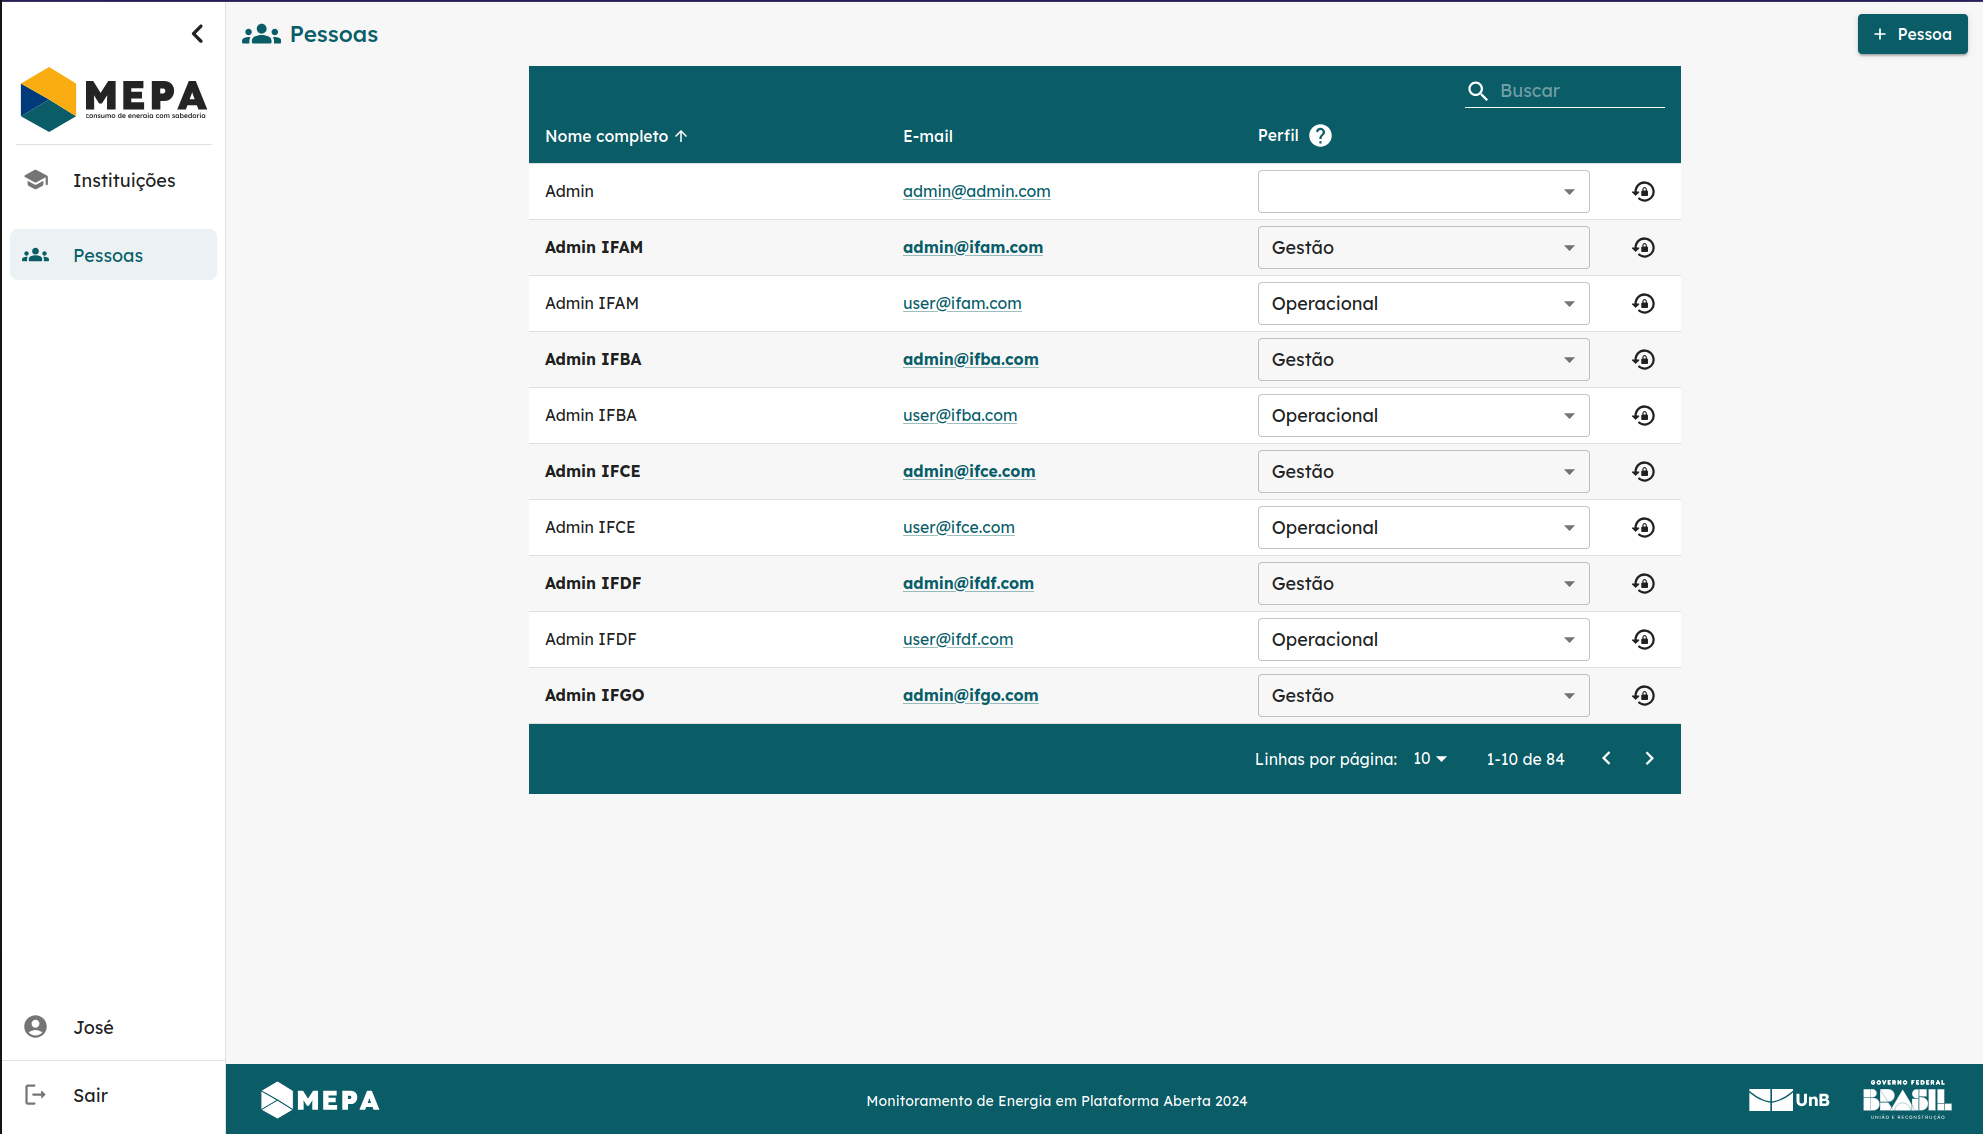 Pessoas
+ Pessoa
MEPA
consumo de energia com sabedoria
Instituições
Pessoas
José
Sair
Buscar
Nome completo ↑ E-mail Perfil ?
Admin admin@admin.com
Admin IFAM admin@ifam.com Gestão
Admin IFAM user@ifam.com Operacional
Admin IFBA admin@ifba.com Gestão
Admin IFBA user@ifba.com Operacional
Admin IFCE admin@ifce.com Gestão
Admin IFCE user@ifce.com Operacional
Admin IFDF admin@ifdf.com Gestão
Admin IFDF user@ifdf.com Operacional
Admin IFGO admin@ifgo.com Gestão
Linhas por página: 10 1-10 de 84
MEPA
Monitoramento de Energia em Plataforma Aberta 2024
UnB
GOVERNO FEDERAL
BRASIL
UNIÃO E RECONSTRUÇÃO